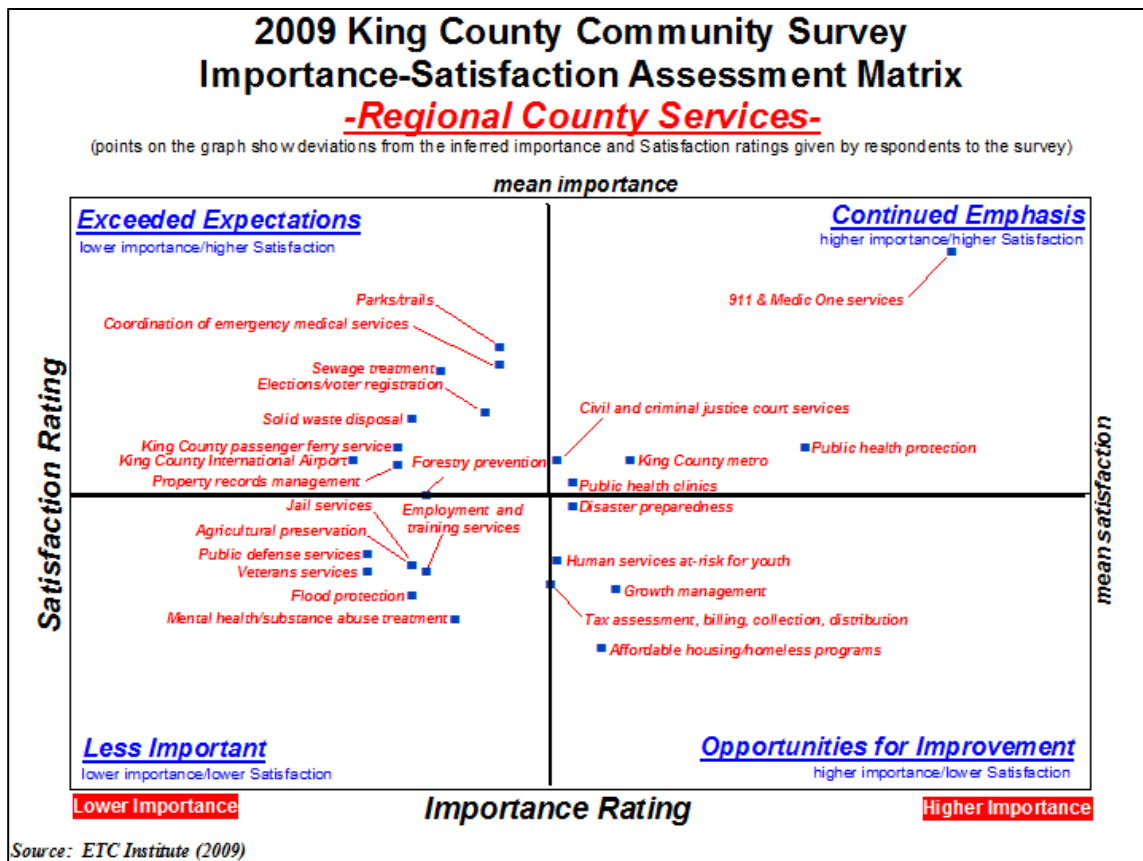 2009 King County Community Survey
Importance-Satisfaction Assessment Matrix
-Regional County Services-
(points on the graph show deviations from the inferred importance and Satisfaction ratings given by respondents to the survey)
mean importance
Exceeded Expectations
lower importance/higher Satisfaction
Continued Emphasis
higher importance/higher Satisfaction
911 & Medic One services
Parks/trails
Coordination of emergency medical services
Sewage treatment
Elections/voter registration
Solid waste disposal
Civil and criminal justice court services
King County passenger ferry service
Public health protection
King County International Airport
Forestry prevention
King County metro
Property records management
Public health clinics
Satisfaction Rating
mean satisfaction
Jail services
Employment and
training services
Disaster preparedness
Agricultural preservation
Public defense services
Human services at-risk for youth
Veterans services
Flood protection
Growth management
Mental health/substance abuse treatment
Tax assessment, billing, collection, distribution
Affordable housing/homeless programs
Less Important
lower importance/lower Satisfaction
Opportunities for Improvement
higher importance/lower Satisfaction
Lower Importance
Importance Rating
Higher Importance
Source: ETC Institute (2009)